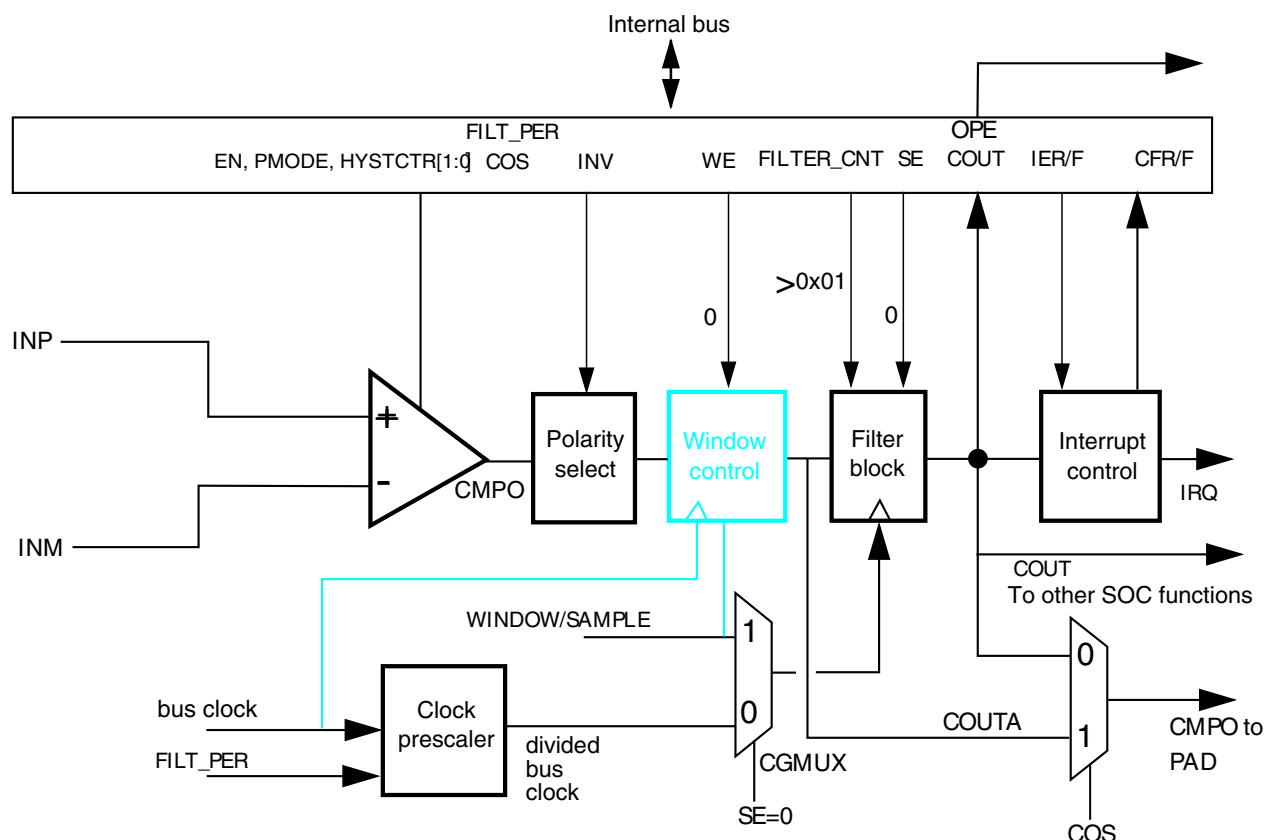 Internal bus
FILT_PER
OPE
EN, PMODE, HYSTCTR[1:0] COS INV WE FILTER_CNT SE COUT IER/F CFR/F
>0x01
0
0
INP
+
-
CMPO
Polarity
select
Window
control
Filter
block
Interrupt
control
IRQ
INM
COUT
To other SOC functions
WINDOW/SAMPLE
1
0
0
1
bus clock
FILT_PER
Clock
prescaler
divided
bus
clock
CGMUX
SE=0
COUTA
CMPO to
PAD
COS